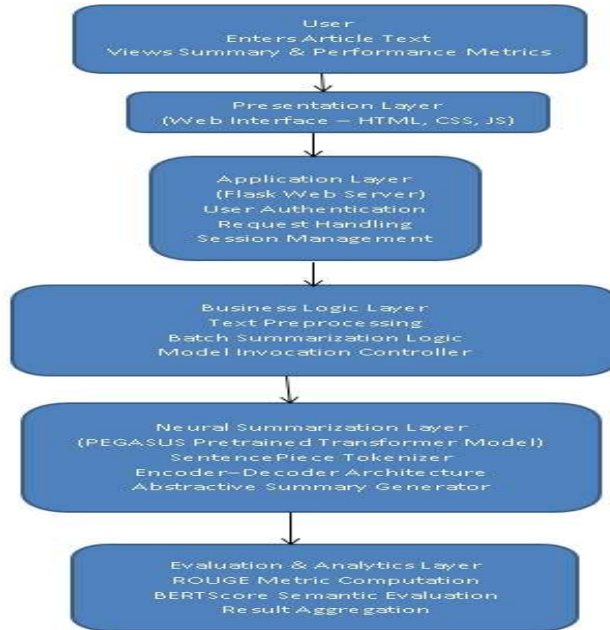 User
Enters Article Text
Views Summary & Performance Metrics
Presentation Layer
(Web Interface – HTML, CSS, JS)
Application Layer
(Flask Web Server)
User Authentication
Request Handling
Session Management
Business Logic Layer
Text Preprocessing
Batch Summarization Logic
Model Invocation Controller
Neural Summarization Layer
(PEGASUS Pretrained Transformer Model)
SentencePiece Tokenizer
Encoder–Decoder Architecture
Abstractive Summary Generator
Evaluation & Analytics Layer
ROUGE Metric Computation
BERTScore Semantic Evaluation
Result Aggregation